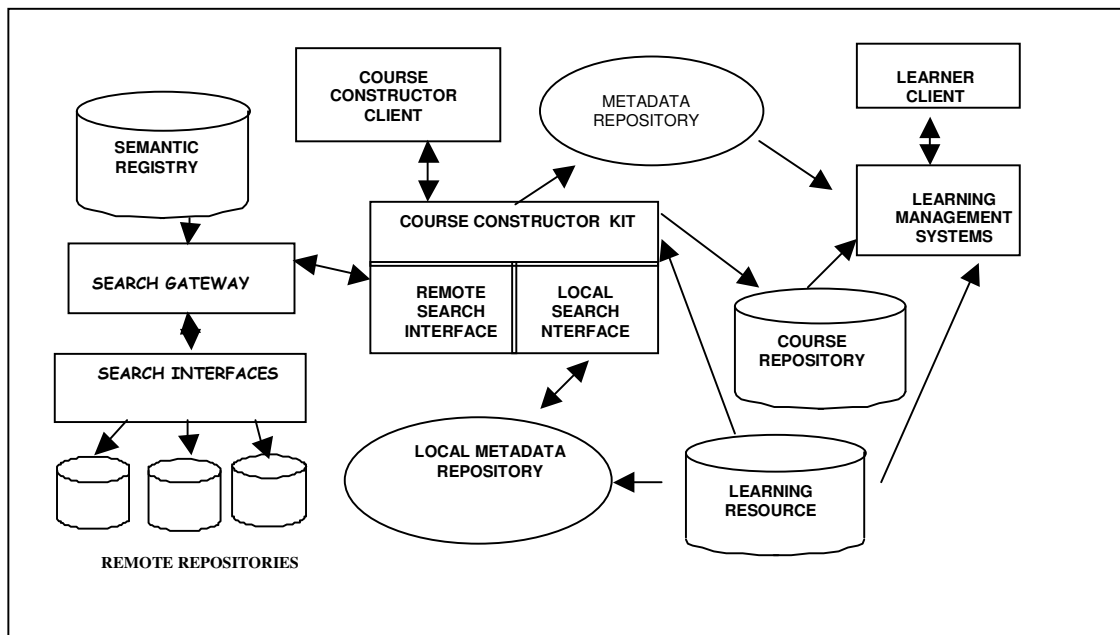 COURSE
CONSTRUCTOR
CLIENT
METADATA
REPOSITORY
LEARNER
CLIENT
SEMANTIC
REGISTRY
COURSE CONSTRUCTOR KIT
LEARNING
MANAGEMENT
SYSTEMS
SEARCH GATEWAY
REMOTE
SEARCH
INTERFACE
LOCAL
SEARCH
NTERFACE
COURSE
REPOSITORY
SEARCH INTERFACES
LOCAL METADATA
REPOSITORY
LEARNING
RESOURCE
REMOTE REPOSITORIES